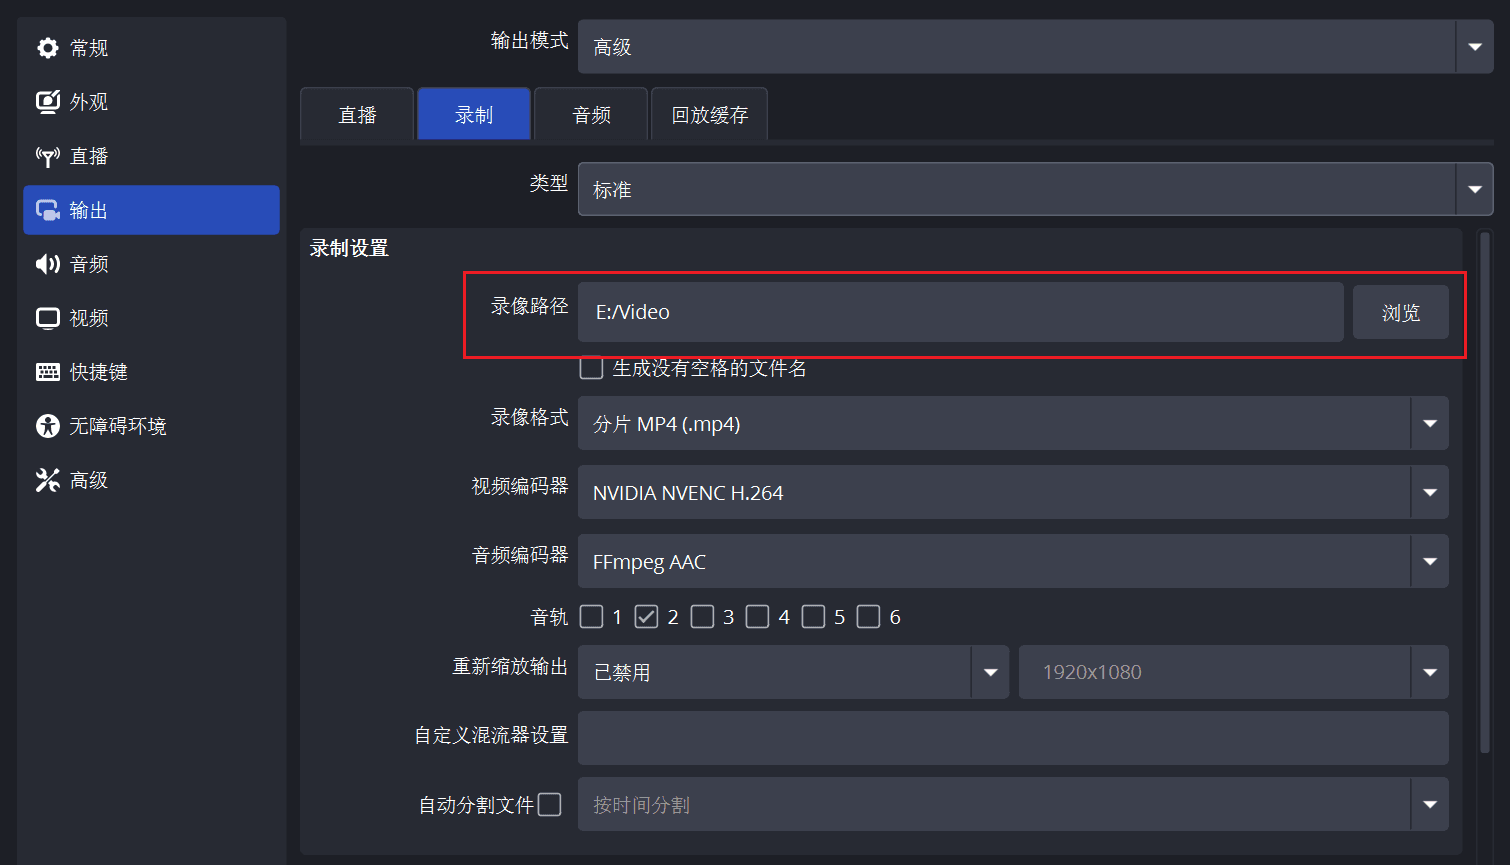 常规
外观
直播
输出
音频
视频
快捷键
无障碍环境
高级
输出模式 高级
直播 录制 音频 回放缓存
类型 标准
录制设置
录像路径 E:/Video 浏览
生成没有空格的文件名
录像格式 分片 MP4 (.mp4)
视频编码器 NVIDIA NVENC H.264
音频编码器 FFmpeg AAC
音轨 1 2 3 4 5 6
重新缩放输出 已禁用 1920x1080
自定义混流器设置
自动分割文件 按时间分割